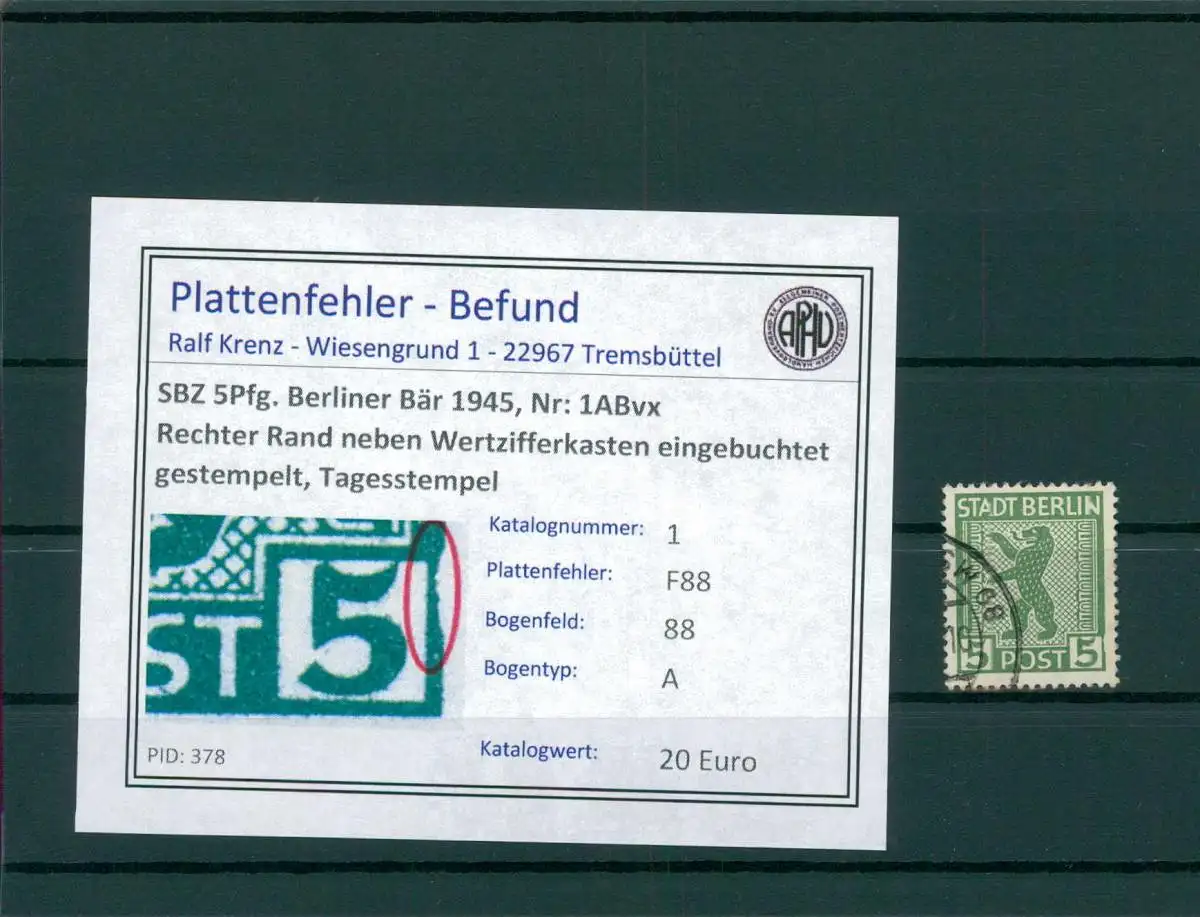 Plattenfehler - Befund
Ralf Krenz - Wiesengrund 1 - 22967 Tremsbüttel
APHV
SBZ 5Pfg. Berliner Bär 1945, Nr: 1ABvx
Rechter Rand neben Wertzifferkasten eingebuchtet
gestempelt, Tagesstempel
ST 5
Katalognummer: 1
Plattenfehler: F88
Bogenfeld: 88
Bogentyp: A
PID: 378
Katalogwert: 20 Euro
STADT BERLIN
5 POST 5